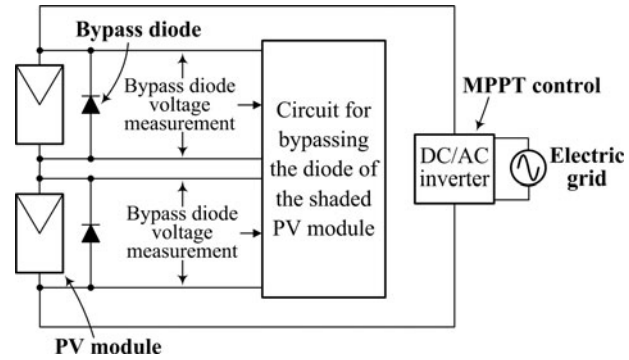 Bypass diode
Bypass diode
voltage
measurement
Circuit for
bypassing
the diode of
the shaded
PV module
MPPT control
DC/AC
inverter
Electric
grid
Bypass diode
voltage
measurement
PV module